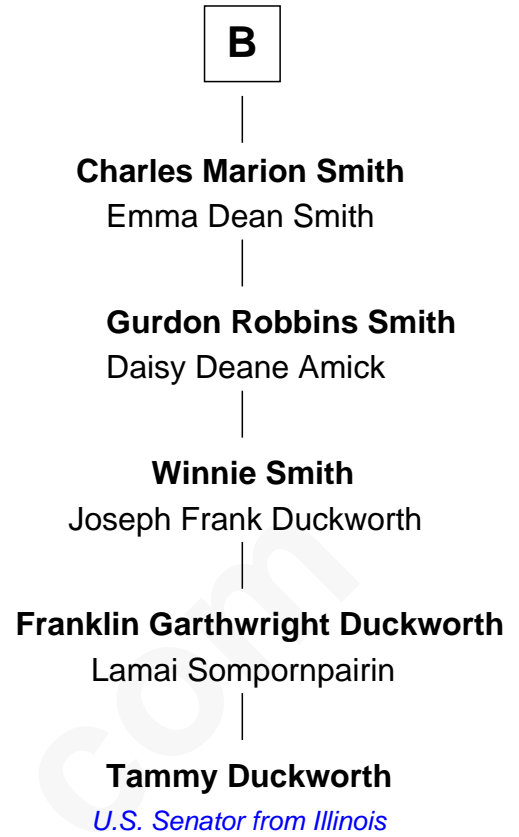 B
Charles Marion Smith
Emma Dean Smith
Gurdon Robbins Smith
Daisy Deane Amick
Winnie Smith
Joseph Frank Duckworth
Franklin Garthwright Duckworth
Lamai Sompornpairin
Tammy Duckworth
U.S. Senator from Illinois
com